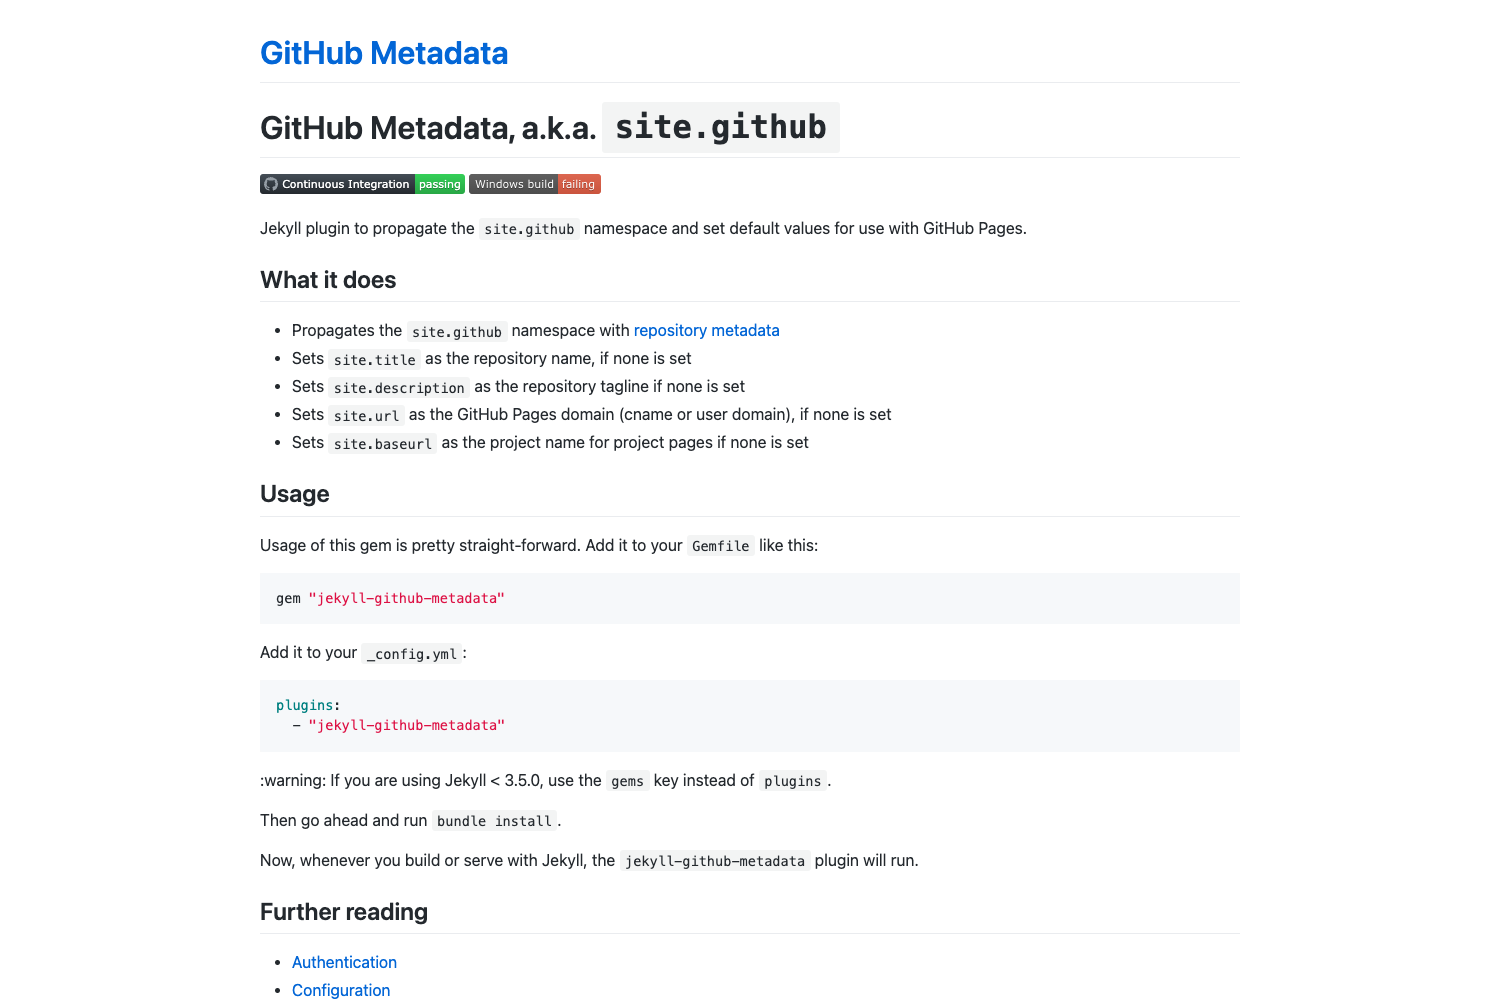 GitHub Metadata
GitHub Metadata, a.k.a. site.github
Continuous Integration passing Windows build failing
Jekyll plugin to propagate the site.github namespace and set default values for use with GitHub Pages.
What it does
• Propagates the site.github namespace with repository metadata
• Sets site.title as the repository name, if none is set
• Sets site.description as the repository tagline if none is set
• Sets site.url as the GitHub Pages domain (cname or user domain), if none is set
• Sets site.baseurl as the project name for project pages if none is set
Usage
Usage of this gem is pretty straight-forward. Add it to your Gemfile like this:
gem "jekyll-github-metadata"
Add it to your _config.yml:
plugins:
  - "jekyll-github-metadata"
:warning: If you are using Jekyll < 3.5.0, use the gems key instead of plugins.
Then go ahead and run bundle install.
Now, whenever you build or serve with Jekyll, the jekyll-github-metadata plugin will run.
Further reading
• Authentication
• Configuration